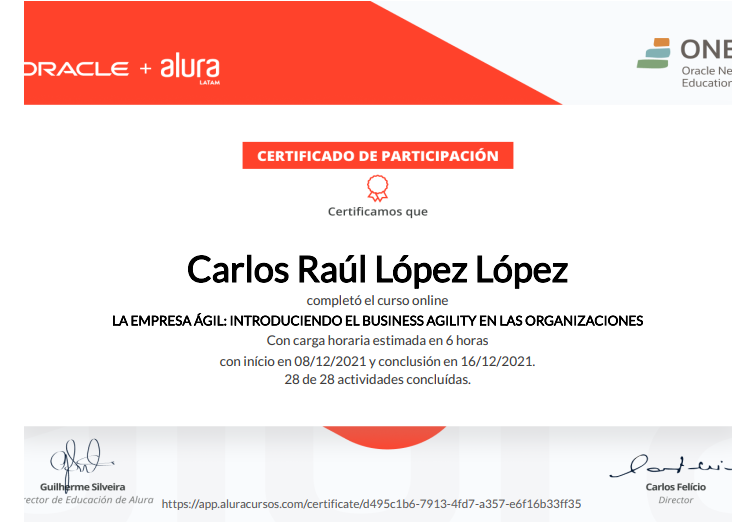 ORACLE + alura
LATAM
ONE
Oracle Ne
Education
CERTIFICADO DE PARTICIPACIÓN
Certificamos que
Carlos Raúl López López
completó el curso online
LA EMPRESA ÁGIL: INTRODUCIENDO EL BUSINESS AGILITY EN LAS ORGANIZACIONES
Con carga horaria estimada en 6 horas
con início en 08/12/2021 y conclusión en 16/12/2021.
28 de 28 actividades concluídas.
Guilherme Silveira
rector de Educación de Alura
https://app.aluracursos.com/certificate/d495c1b6-7913-4fd7-a357-e6f16b33ff35
Carlos Felício
Director